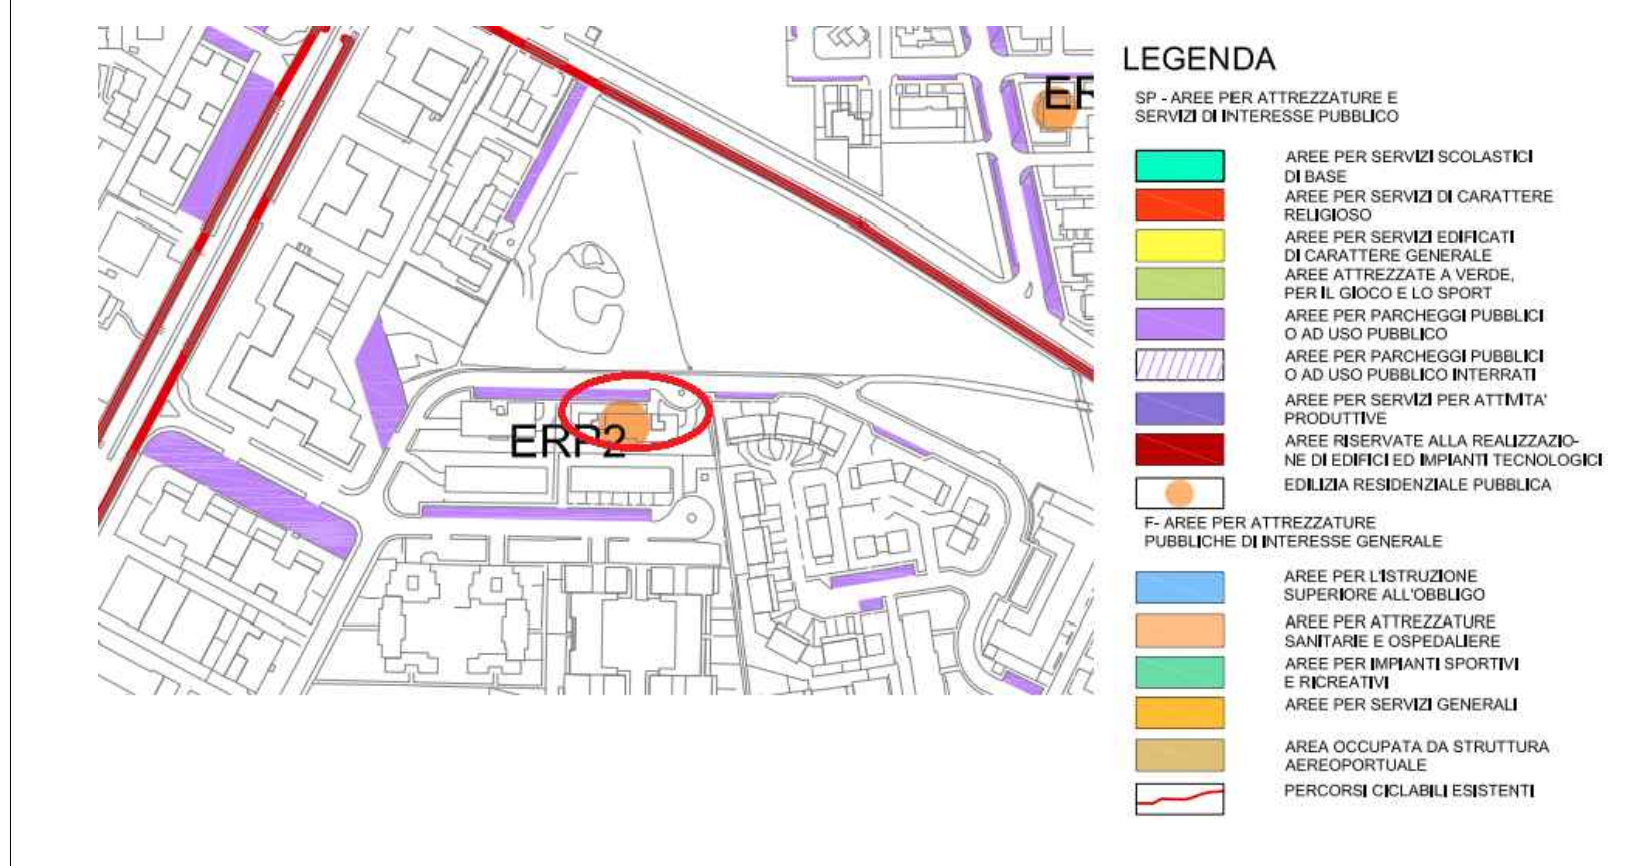 ERP2
ER
LEGENDA
SP - AREE PER ATTREZZATURE E
SERVIZI DI INTERESSE PUBBLICO
AREE PER SERVIZI SCOLASTICI
DI BASE
AREE PER SERVIZI DI CARATTERE
RELIGIOSO
AREE PER SERVIZI EDIFICATI
DI CARATTERE GENERALE
AREE ATTREZZATE A VERDE,
PER IL GIOCO E LO SPORT
AREE PER PARCHEGGI PUBBLICI
O AD USO PUBBLICO
AREE PER PARCHEGGI PUBBLICI
O AD USO PUBBLICO INTERRATI
AREE PER SERVIZI PER ATTIVITA'
PRODUTTIVE
AREE RISERVATE ALLA REALIZZAZIO-
NE DI EDIFICI ED IMPIANTI TECNOLOGICI
EDILIZIA RESIDENZIALE PUBBLICA
F- AREE PER ATTREZZATURE
PUBBLICHE DI INTERESSE GENERALE
AREE PER L'ISTRUZIONE
SUPERIORE ALL'OBBLIGO
AREE PER ATTREZZATURE
SANITARIE E OSPEDALIERE
AREE PER IMPIANTI SPORTIVI
E RICREATIVI
AREE PER SERVIZI GENERALI
AREA OCCUPATA DA STRUTTURA
AEREOPORTUALE
PERCORSI CICLABILI ESISTENTI